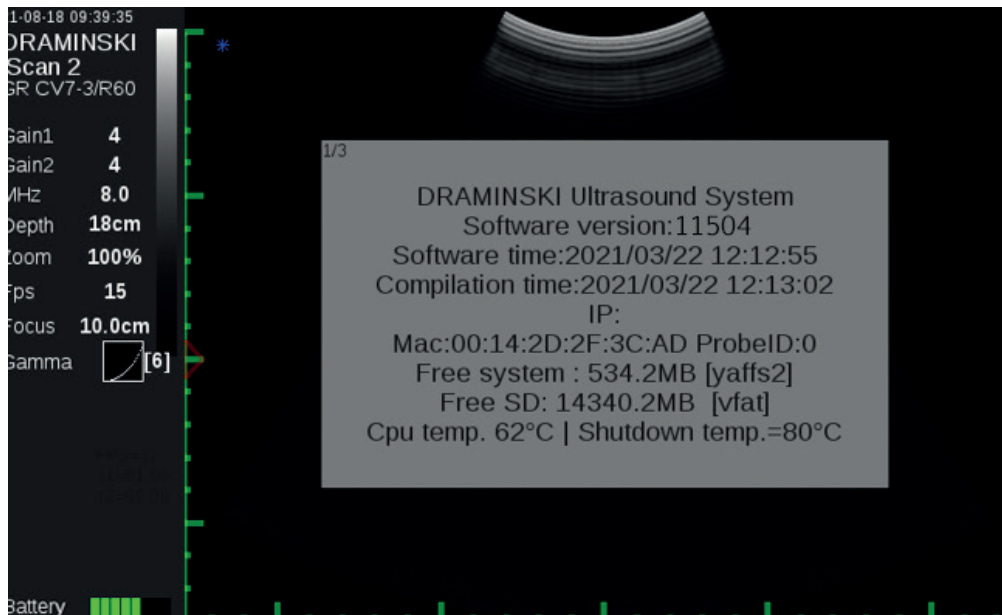 1-08-18 09:39:35
DRAMINSKI
Scan 2
GR CV7-3/R60
Gain1 4
Gain2 4
MHz 8.0
Depth 18cm
Zoom 100%
Fps 15
Focus 10.0cm
Gamma [6]
Battery
1/3
DRAMINSKI Ultrasound System
Software version:11504
Software time:2021/03/22 12:12:55
Compilation time:2021/03/22 12:13:02
IP:
Mac:00:14:2D:2F:3C:AD ProbeID:0
Free system : 534.2MB [yaffs2]
Free SD: 14340.2MB [vfat]
Cpu temp. 62°C | Shutdown temp.=80°C